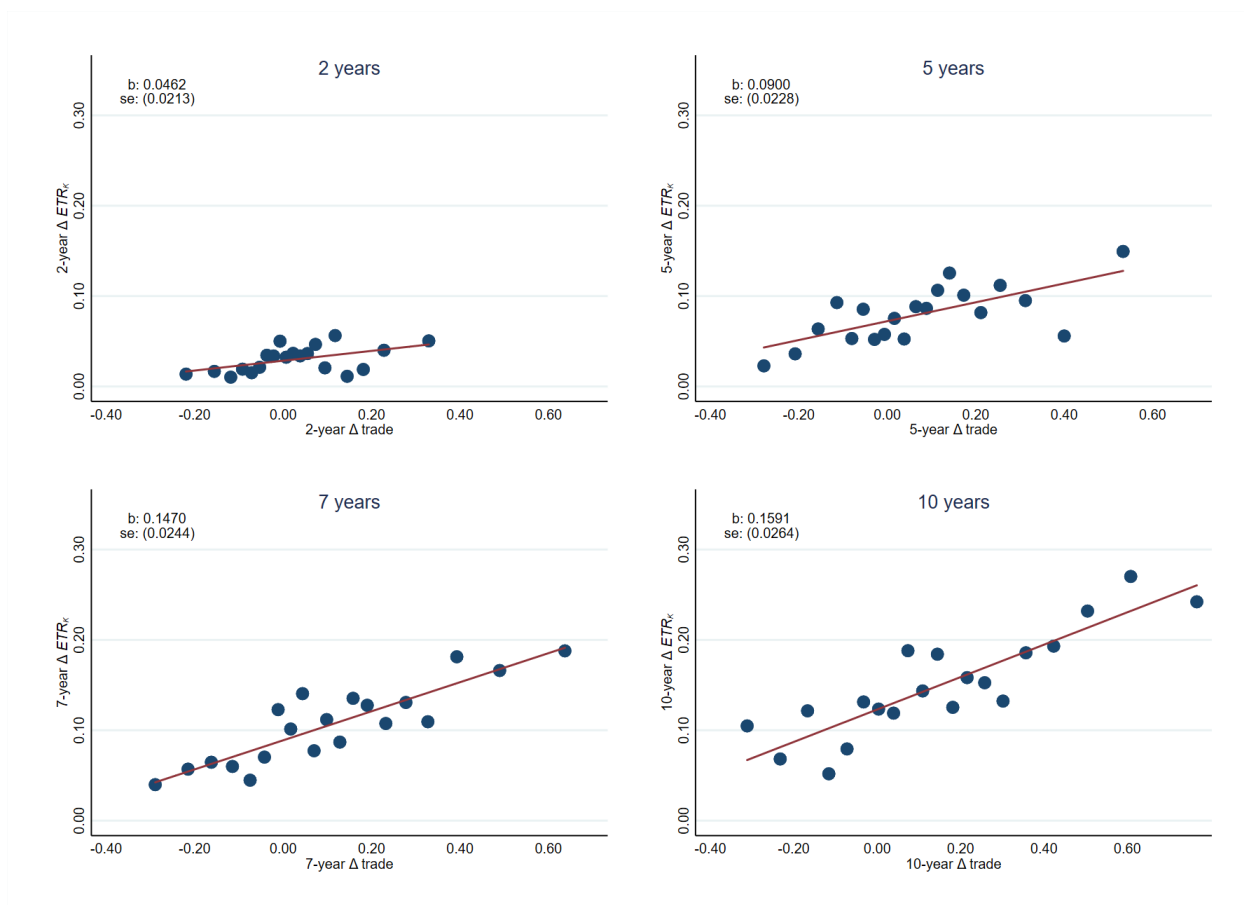 2 years
b: 0.0462
se: (0.0213)
2-year Δ ETRK
0.30
0.20
0.10
0.00
-0.40 -0.20 0.00 0.20 0.40 0.60
2-year Δ trade
5 years
b: 0.0900
se: (0.0228)
5-year Δ ETRK
0.30
0.20
0.10
0.00
-0.40 -0.20 0.00 0.20 0.40 0.60
5-year Δ trade
7 years
b: 0.1470
se: (0.0244)
7-year Δ ETRK
0.30
0.20
0.10
0.00
-0.40 -0.20 0.00 0.20 0.40 0.60
7-year Δ trade
10 years
b: 0.1591
se: (0.0264)
10-year Δ ETRK
0.30
0.20
0.10
0.00
-0.40 -0.20 0.00 0.20 0.40 0.60
10-year Δ trade